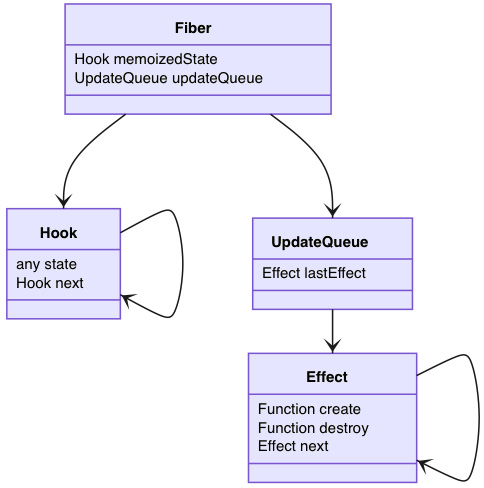 Fiber
Hook memoizedState
UpdateQueue updateQueue
Hook
any state
Hook next
UpdateQueue
Effect lastEffect
Effect
Function create
Function destroy
Effect next